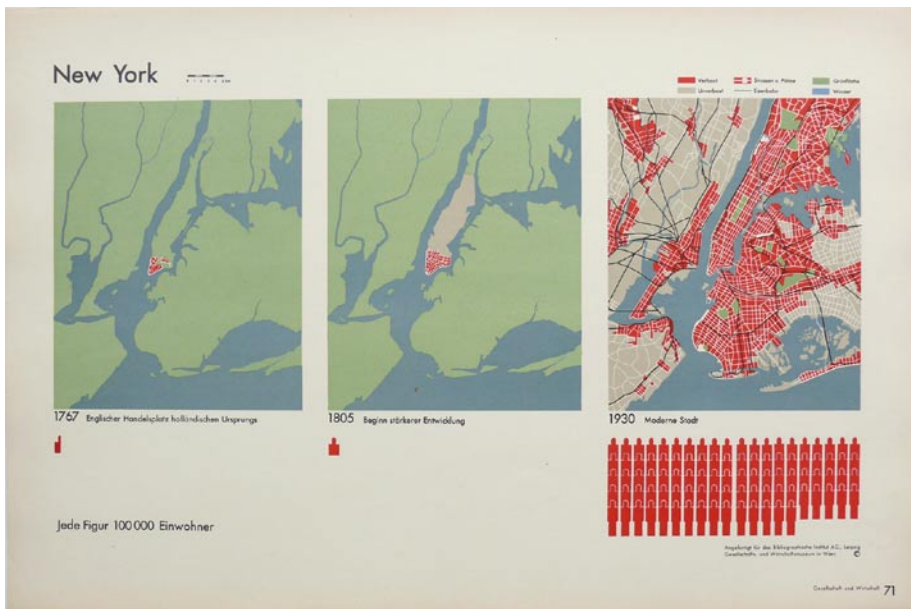 New York
Verbaut
Strassen u. Plätze
Grünfläche
Unverbaut
Eisenbahn
Wasser
1767 Englischer Handelsplatz holländischen Ursprungs
1805 Beginn stärkerer Entwicklung
1930 Moderne Stadt
Jede Figur 100 000 Einwohner
Angefertigt für das Bibliographische Institut AG., Leipzig
Gesellschafts- und Wirtschaftsmuseum in Wien ©
Gesellschaft und Wirtschaft 71